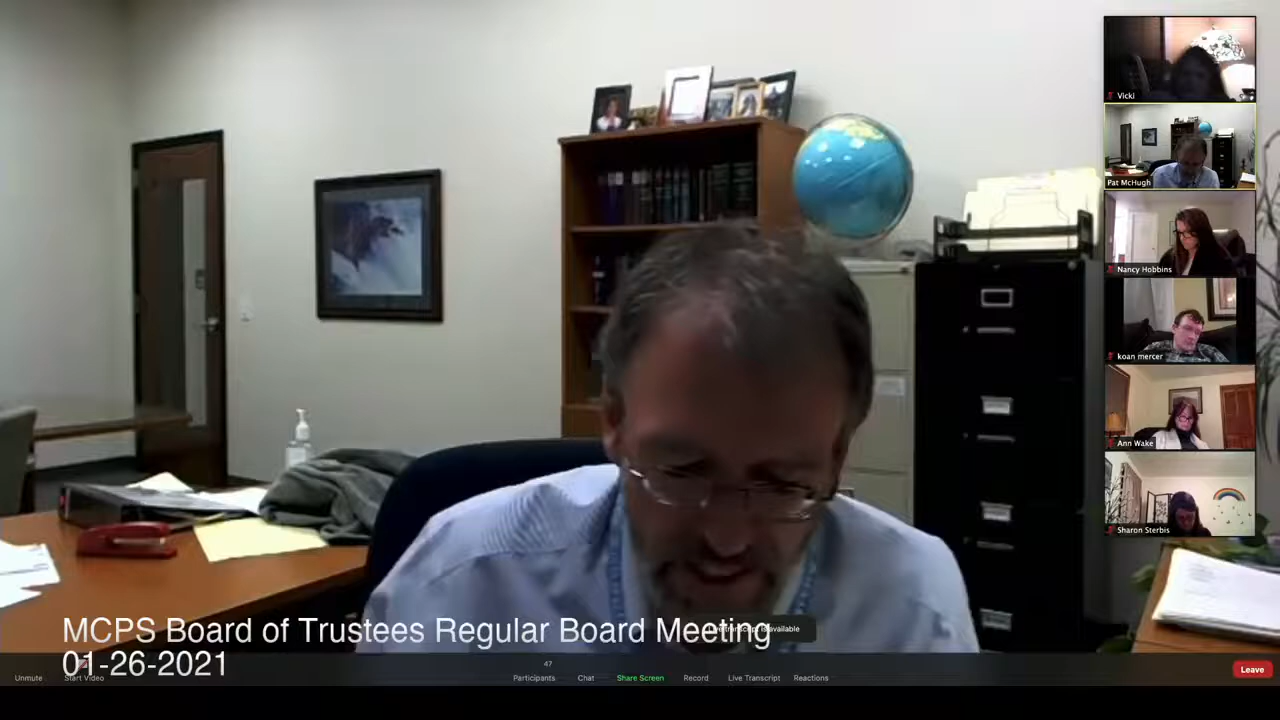 Vicki
Pat McHugh
Nancy Hobbins
koan mercer
Ann Wake
Sharon Sterbis
MCPS Board of Trustees Regular Board Meeting
available
01-26-2021
47
Unmute
Start Video
Participants
Chat
Share Screen
Record
Live Transcript
Reactions
Leave